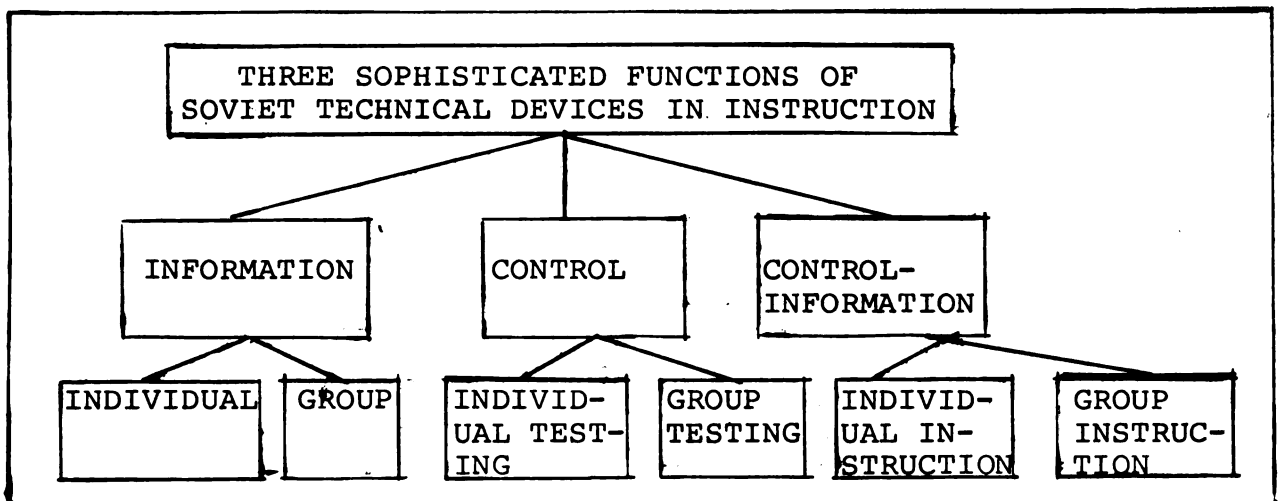 THREE SOPHISTICATED FUNCTIONS OF
SOVIET TECHNICAL DEVICES IN INSTRUCTION
INFORMATION
CONTROL
CONTROL-
INFORMATION
INDIVIDUAL
GROUP
INDIVID-
UAL TEST-
ING
GROUP
TESTING
INDIVID-
UAL IN-
STRUCTION
GROUP
INSTRUC-
TION